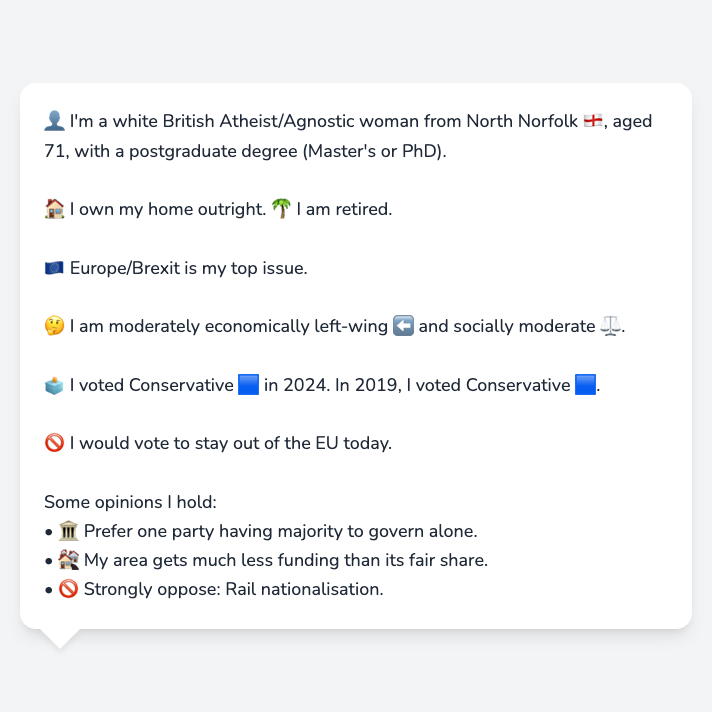 👤 I'm a white British Atheist/Agnostic woman from North Norfolk 🏴󠁧󠁢󠁥󠁮󠁧󠁿, aged
71, with a postgraduate degree (Master's or PhD).
🏠 I own my home outright. 🌴 I am retired.
🇪🇺 Europe/Brexit is my top issue.
🤔 I am moderately economically left-wing ⬅️ and socially moderate ⚖️.
🗳️ I voted Conservative 🟦 in 2024. In 2019, I voted Conservative 🟦.
🚫 I would vote to stay out of the EU today.
Some opinions I hold:
• 🏛️ Prefer one party having majority to govern alone.
• 🏚️ My area gets much less funding than its fair share.
• 🚫 Strongly oppose: Rail nationalisation.